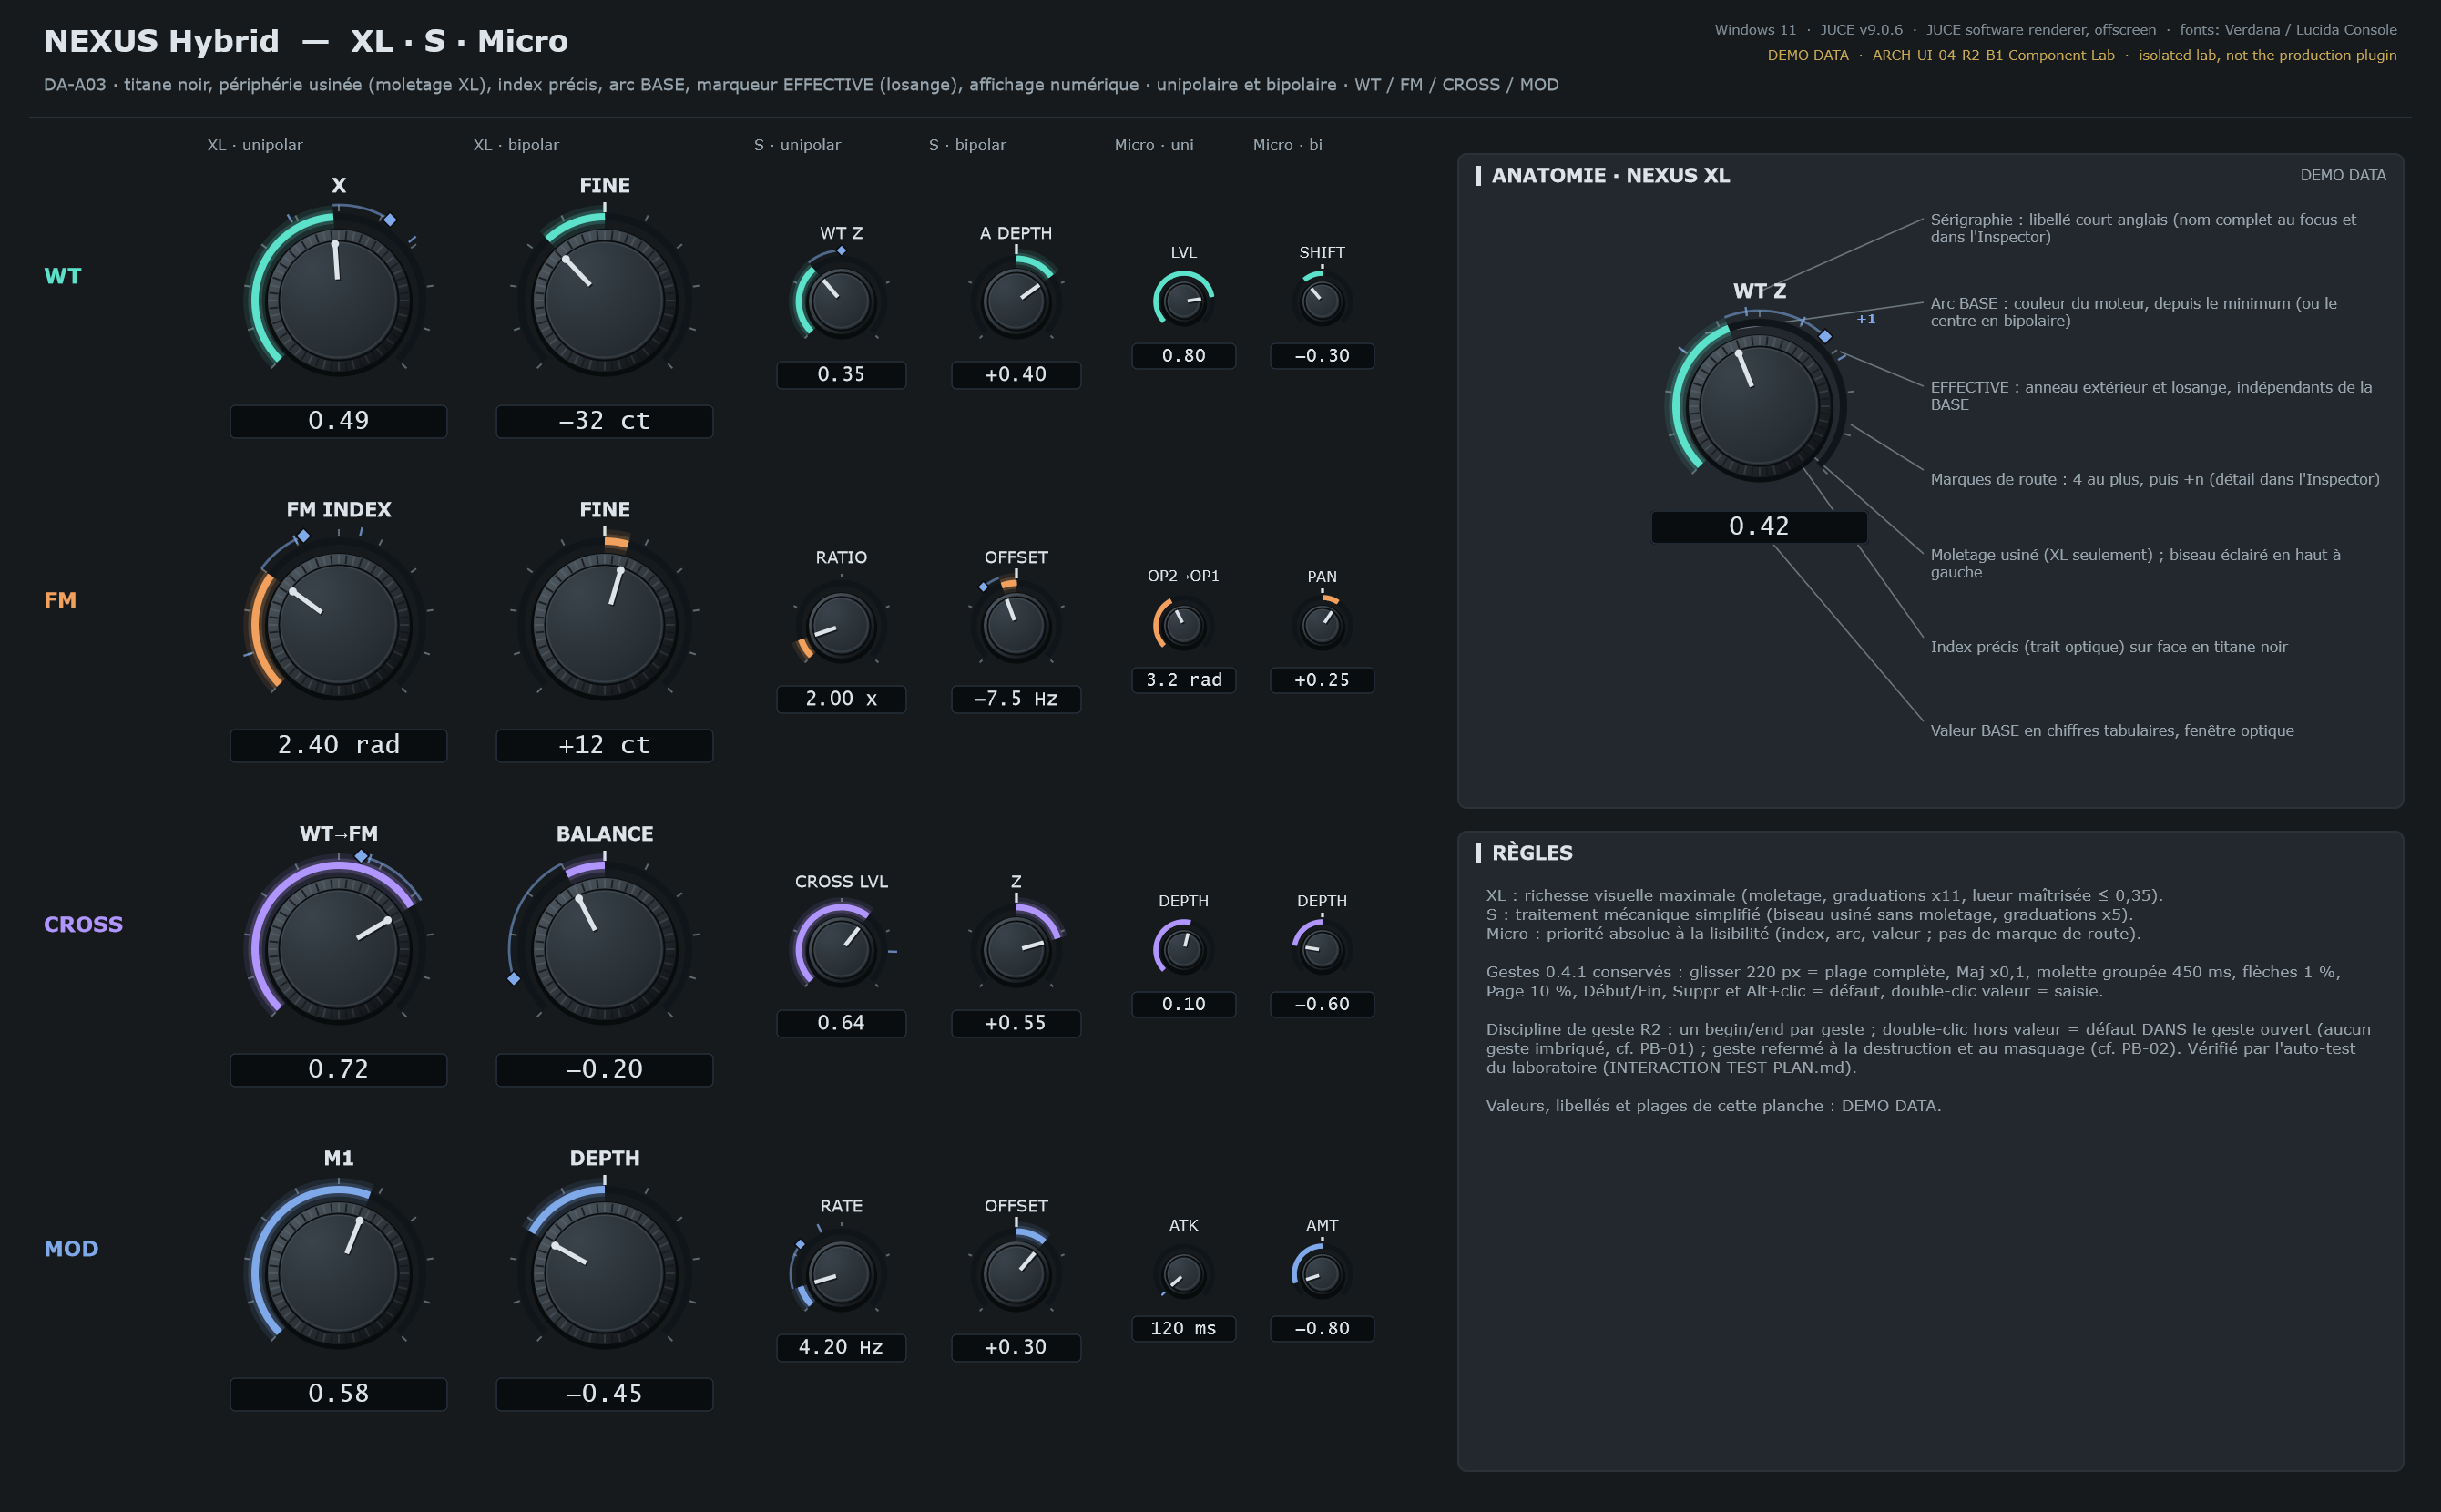 NEXUS Hybrid — XL · S · Micro
Windows 11 · JUCE v9.0.6 · JUCE software renderer, offscreen · fonts: Verdana / Lucida Console
DEMO DATA · ARCH-UI-04-R2-B1 Component Lab · isolated lab, not the production plugin
DA-A03 · titane noir, périphérie usinée (moletage XL), index précis, arc BASE, marqueur EFFECTIVE (losange), affichage numérique · unipolaire et bipolaire · WT / FM / CROSS / MOD
XL · unipolar
XL · bipolar
S · unipolar
S · bipolar
Micro · uni
Micro · bi
WT
X
0.49
FINE
−32 ct
WT Z
0.35
A DEPTH
+0.40
LVL
0.80
SHIFT
−0.30
FM
FM INDEX
2.40 rad
FINE
+12 ct
RATIO
2.00 x
OFFSET
−7.5 Hz
OP2→OP1
3.2 rad
PAN
+0.25
CROSS
WT→FM
0.72
BALANCE
−0.20
CROSS LVL
0.64
Z
+0.55
DEPTH
0.10
DEPTH
−0.60
MOD
M1
0.58
DEPTH
−0.45
RATE
4.20 Hz
OFFSET
+0.30
ATK
120 ms
AMT
−0.80
ANATOMIE · NEXUS XL
DEMO DATA
WT Z
+1
0.42
Sérigraphie : libellé court anglais (nom complet au focus et
dans l'Inspector)
Arc BASE : couleur du moteur, depuis le minimum (ou le
centre en bipolaire)
EFFECTIVE : anneau extérieur et losange, indépendants de la
BASE
Marques de route : 4 au plus, puis +n (détail dans l'Inspector)
Moletage usiné (XL seulement) ; biseau éclairé en haut à
gauche
Index précis (trait optique) sur face en titane noir
Valeur BASE en chiffres tabulaires, fenêtre optique
RÈGLES
XL : richesse visuelle maximale (moletage, graduations x11, lueur maîtrisée ≤ 0,35).
S : traitement mécanique simplifié (biseau usiné sans moletage, graduations x5).
Micro : priorité absolue à la lisibilité (index, arc, valeur ; pas de marque de route).
Gestes 0.4.1 conservés : glisser 220 px = plage complète, Maj x0,1, molette groupée 450 ms, flèches 1 %,
Page 10 %, Début/Fin, Suppr et Alt+clic = défaut, double-clic valeur = saisie.
Discipline de geste R2 : un begin/end par geste ; double-clic hors valeur = défaut DANS le geste ouvert (aucun
geste imbriqué, cf. PB-01) ; geste refermé à la destruction et au masquage (cf. PB-02). Vérifié par l'auto-test
du laboratoire (INTERACTION-TEST-PLAN.md).
Valeurs, libellés et plages de cette planche : DEMO DATA.